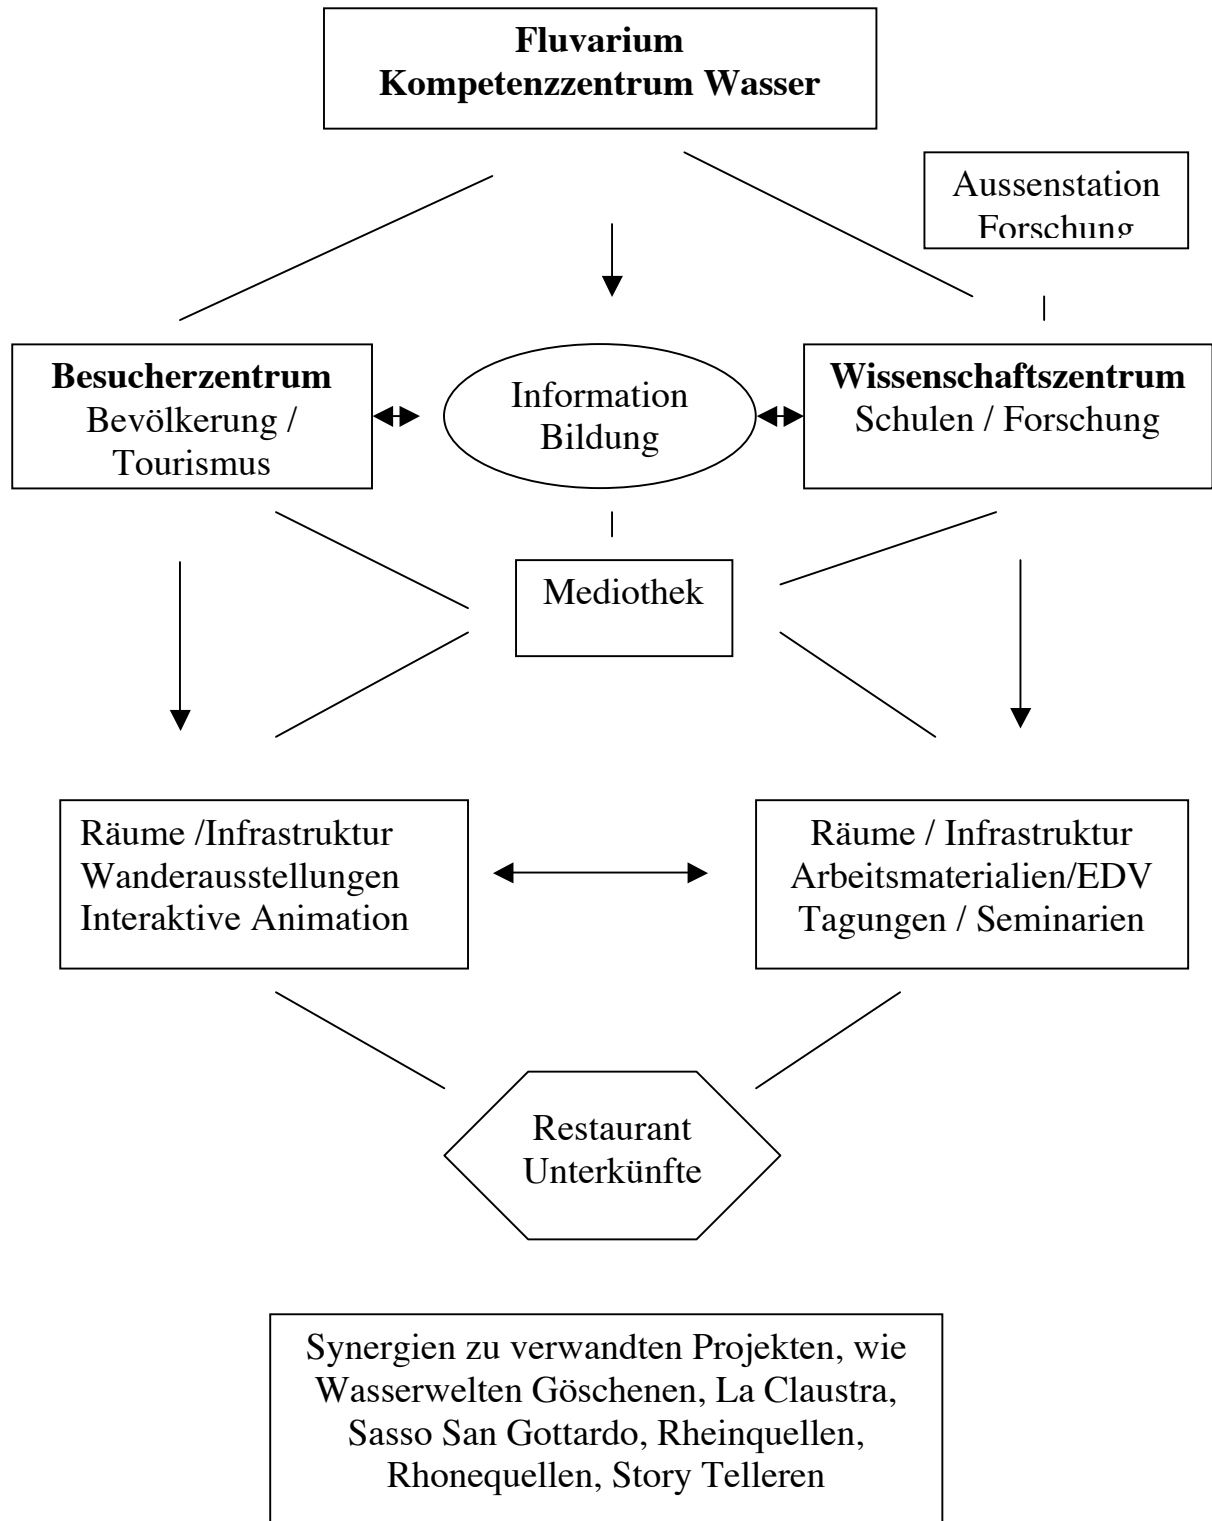 Fluvarium
Kompetenzzentrum Wasser
Aussenstation
Forschung
Besucherzentrum
Bevölkerung /
Tourismus
Information
Bildung
Wissenschaftszentrum
Schulen / Forschung
Mediothek
Räume /Infrastruktur
Wanderausstellungen
Interaktive Animation
Räume / Infrastruktur
Arbeitsmaterialien/EDV
Tagungen / Seminarien
Restaurant
Unterkünfte
Synergien zu verwandten Projekten, wie
Wasserwelten Göschenen, La Claustra,
Sasso San Gottardo, Rheinquellen,
Rhonequellen, Story Telleren